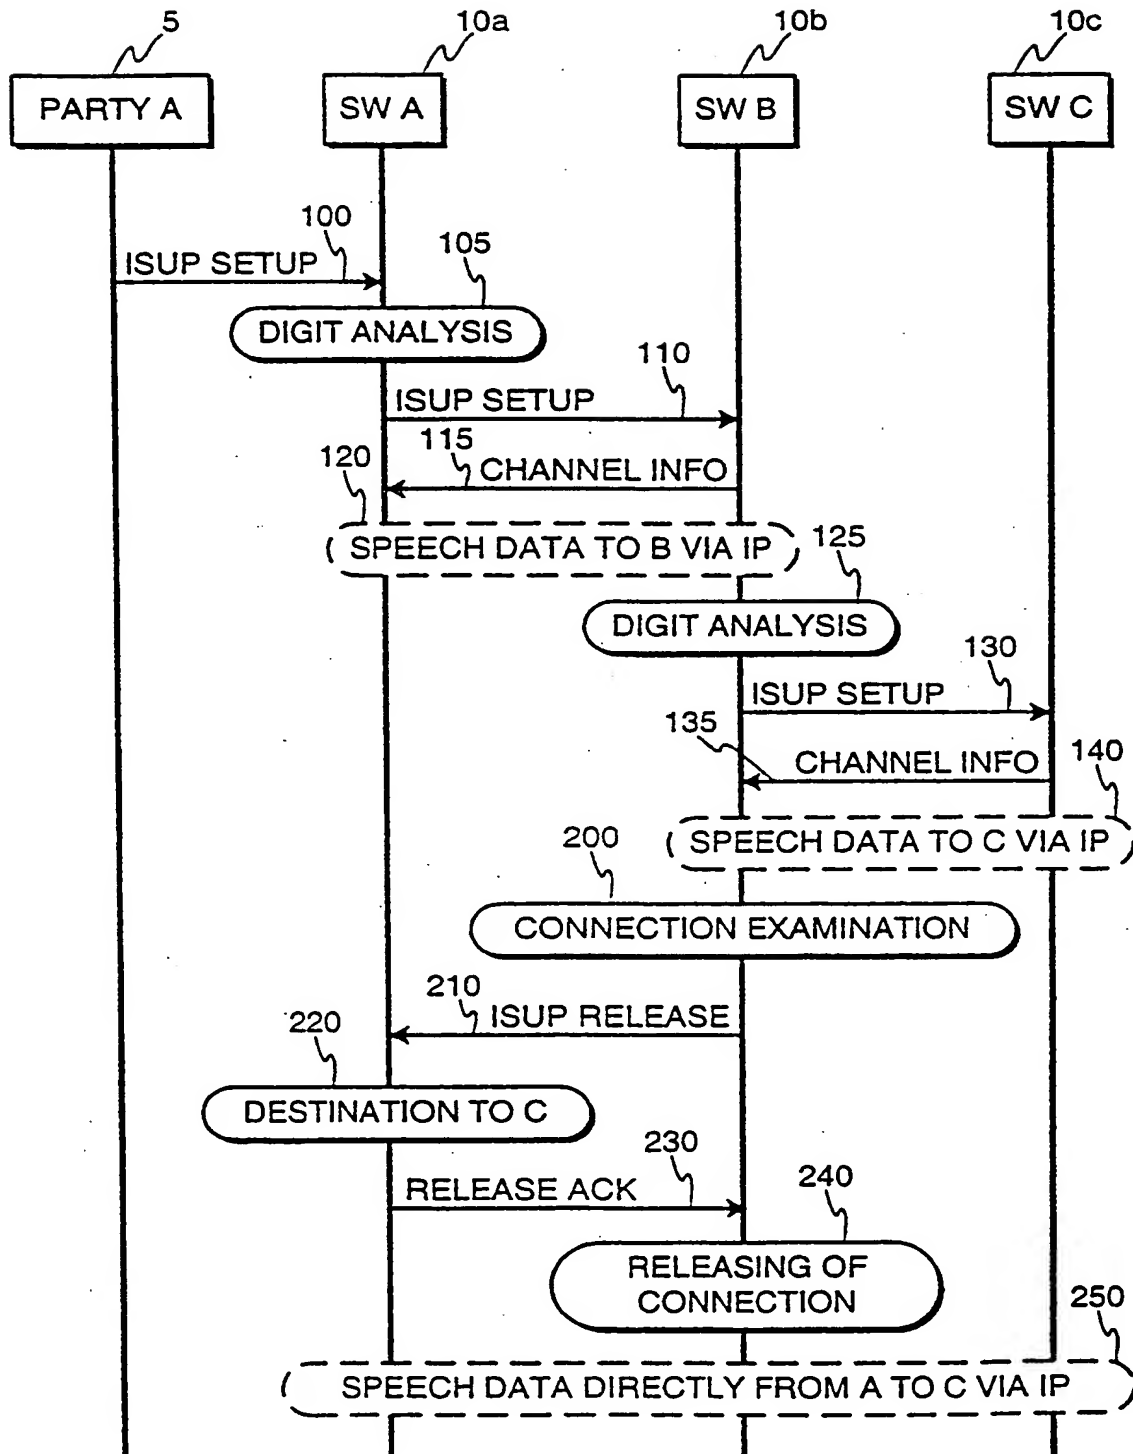 5
10a
10b
10c
PARTY A
SW A
SW B
SW C
100
ISUP SETUP
105
DIGIT ANALYSIS
110
ISUP SETUP
115
CHANNEL INFO
120
SPEECH DATA TO B VIA IP
125
DIGIT ANALYSIS
130
ISUP SETUP
135
CHANNEL INFO
140
SPEECH DATA TO C VIA IP
200
CONNECTION EXAMINATION
210
ISUP RELEASE
220
DESTINATION TO C
230
RELEASE ACK
240
RELEASING OF
CONNECTION
250
SPEECH DATA DIRECTLY FROM A TO C VIA IP